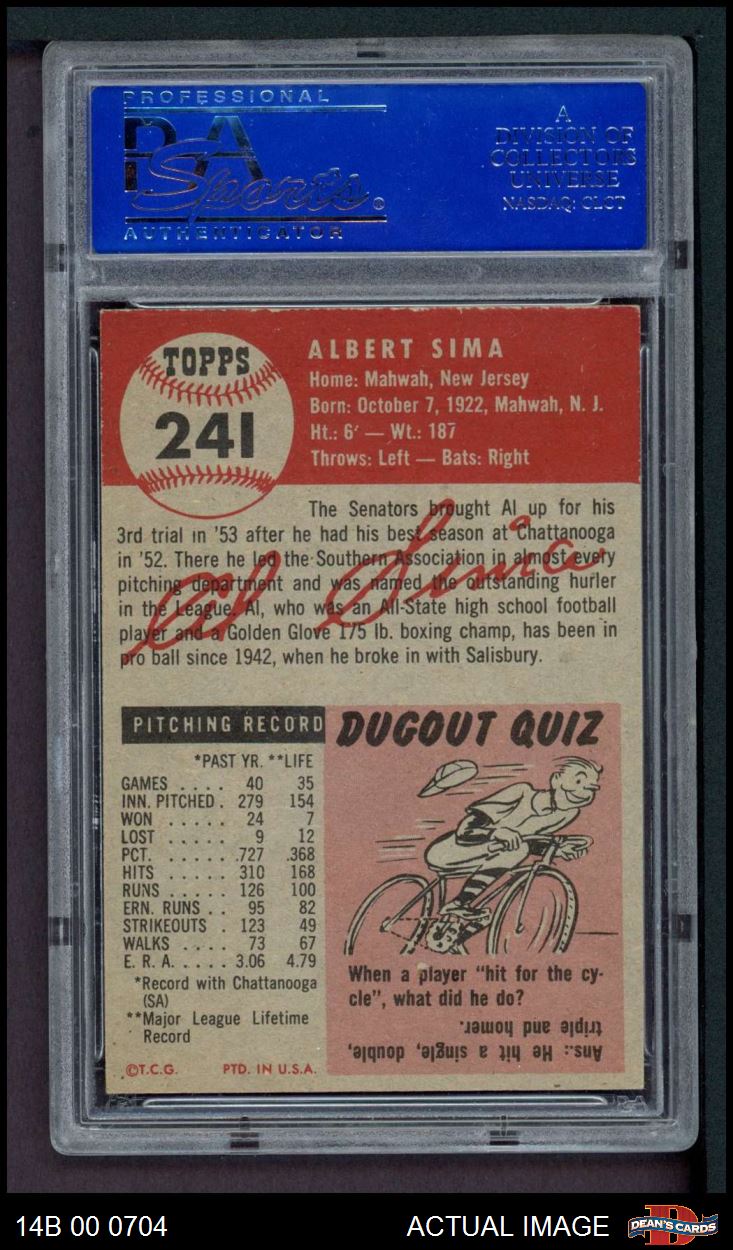 PROFESSIONAL
PSA
Sports®
AUTHENTICATOR
A
DIVISION OF
COLLECTORS
UNIVERSE
NASDAQ: CLCT
TOPPS
241
ALBERT SIMA
Home: Mahwah, New Jersey
Born: October 7, 1922, Mahwah, N. J.
Ht.: 6' — Wt.: 187
Throws: Left — Bats: Right
The Senators brought Al up for his
3rd trial in '53 after he had his best season at Chattanooga
in '52. There he led the Southern Association in almost every
pitching department and was named the outstanding hurler
in the League. Al, who was an All-State high school football
player and a Golden Glove 175 lb. boxing champ, has been in
pro ball since 1942, when he broke in with Salisbury.
Al Sima
PITCHING RECORD
*PAST YR. **LIFE
GAMES . . . . 40 35
INN. PITCHED . 279 154
WON . . . . . 24 7
LOST . . . . . 9 12
PCT. . . . . . .727 .368
HITS . . . . . 310 168
RUNS . . . . . 126 100
ERN. RUNS . . 95 82
STRIKEOUTS . 123 49
WALKS . . . . 73 67
E. R. A. . . . . 3.06 4.79
*Record with Chattanooga
(SA)
**Major League Lifetime
Record
©T.C.G. PTD. IN U.S.A.
DUGOUT QUIZ
When a player "hit for the cy-
cle", what did he do?
Ans.: He hit a single, double,
triple and homer.
14B 00 0704
ACTUAL IMAGE
D
DEAN'S CARDS